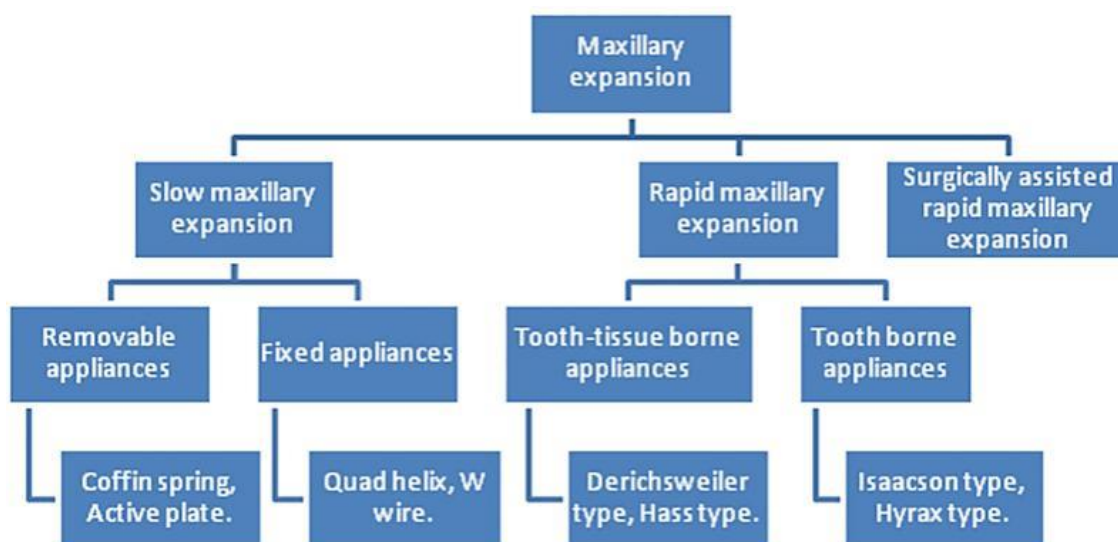 Maxillary
expansion
Slow maxillary
expansion
Rapid maxillary
expansion
Surgically assisted
rapid maxillary
expansion
Removable
appliances
Fixed appliances
Tooth-tissue borne
appliances
Tooth borne
appliances
Coffin spring,
Active plate.
Quad helix, W
wire.
Derichsweiler
type, Hass type.
Isaacson type,
Hyrax type.